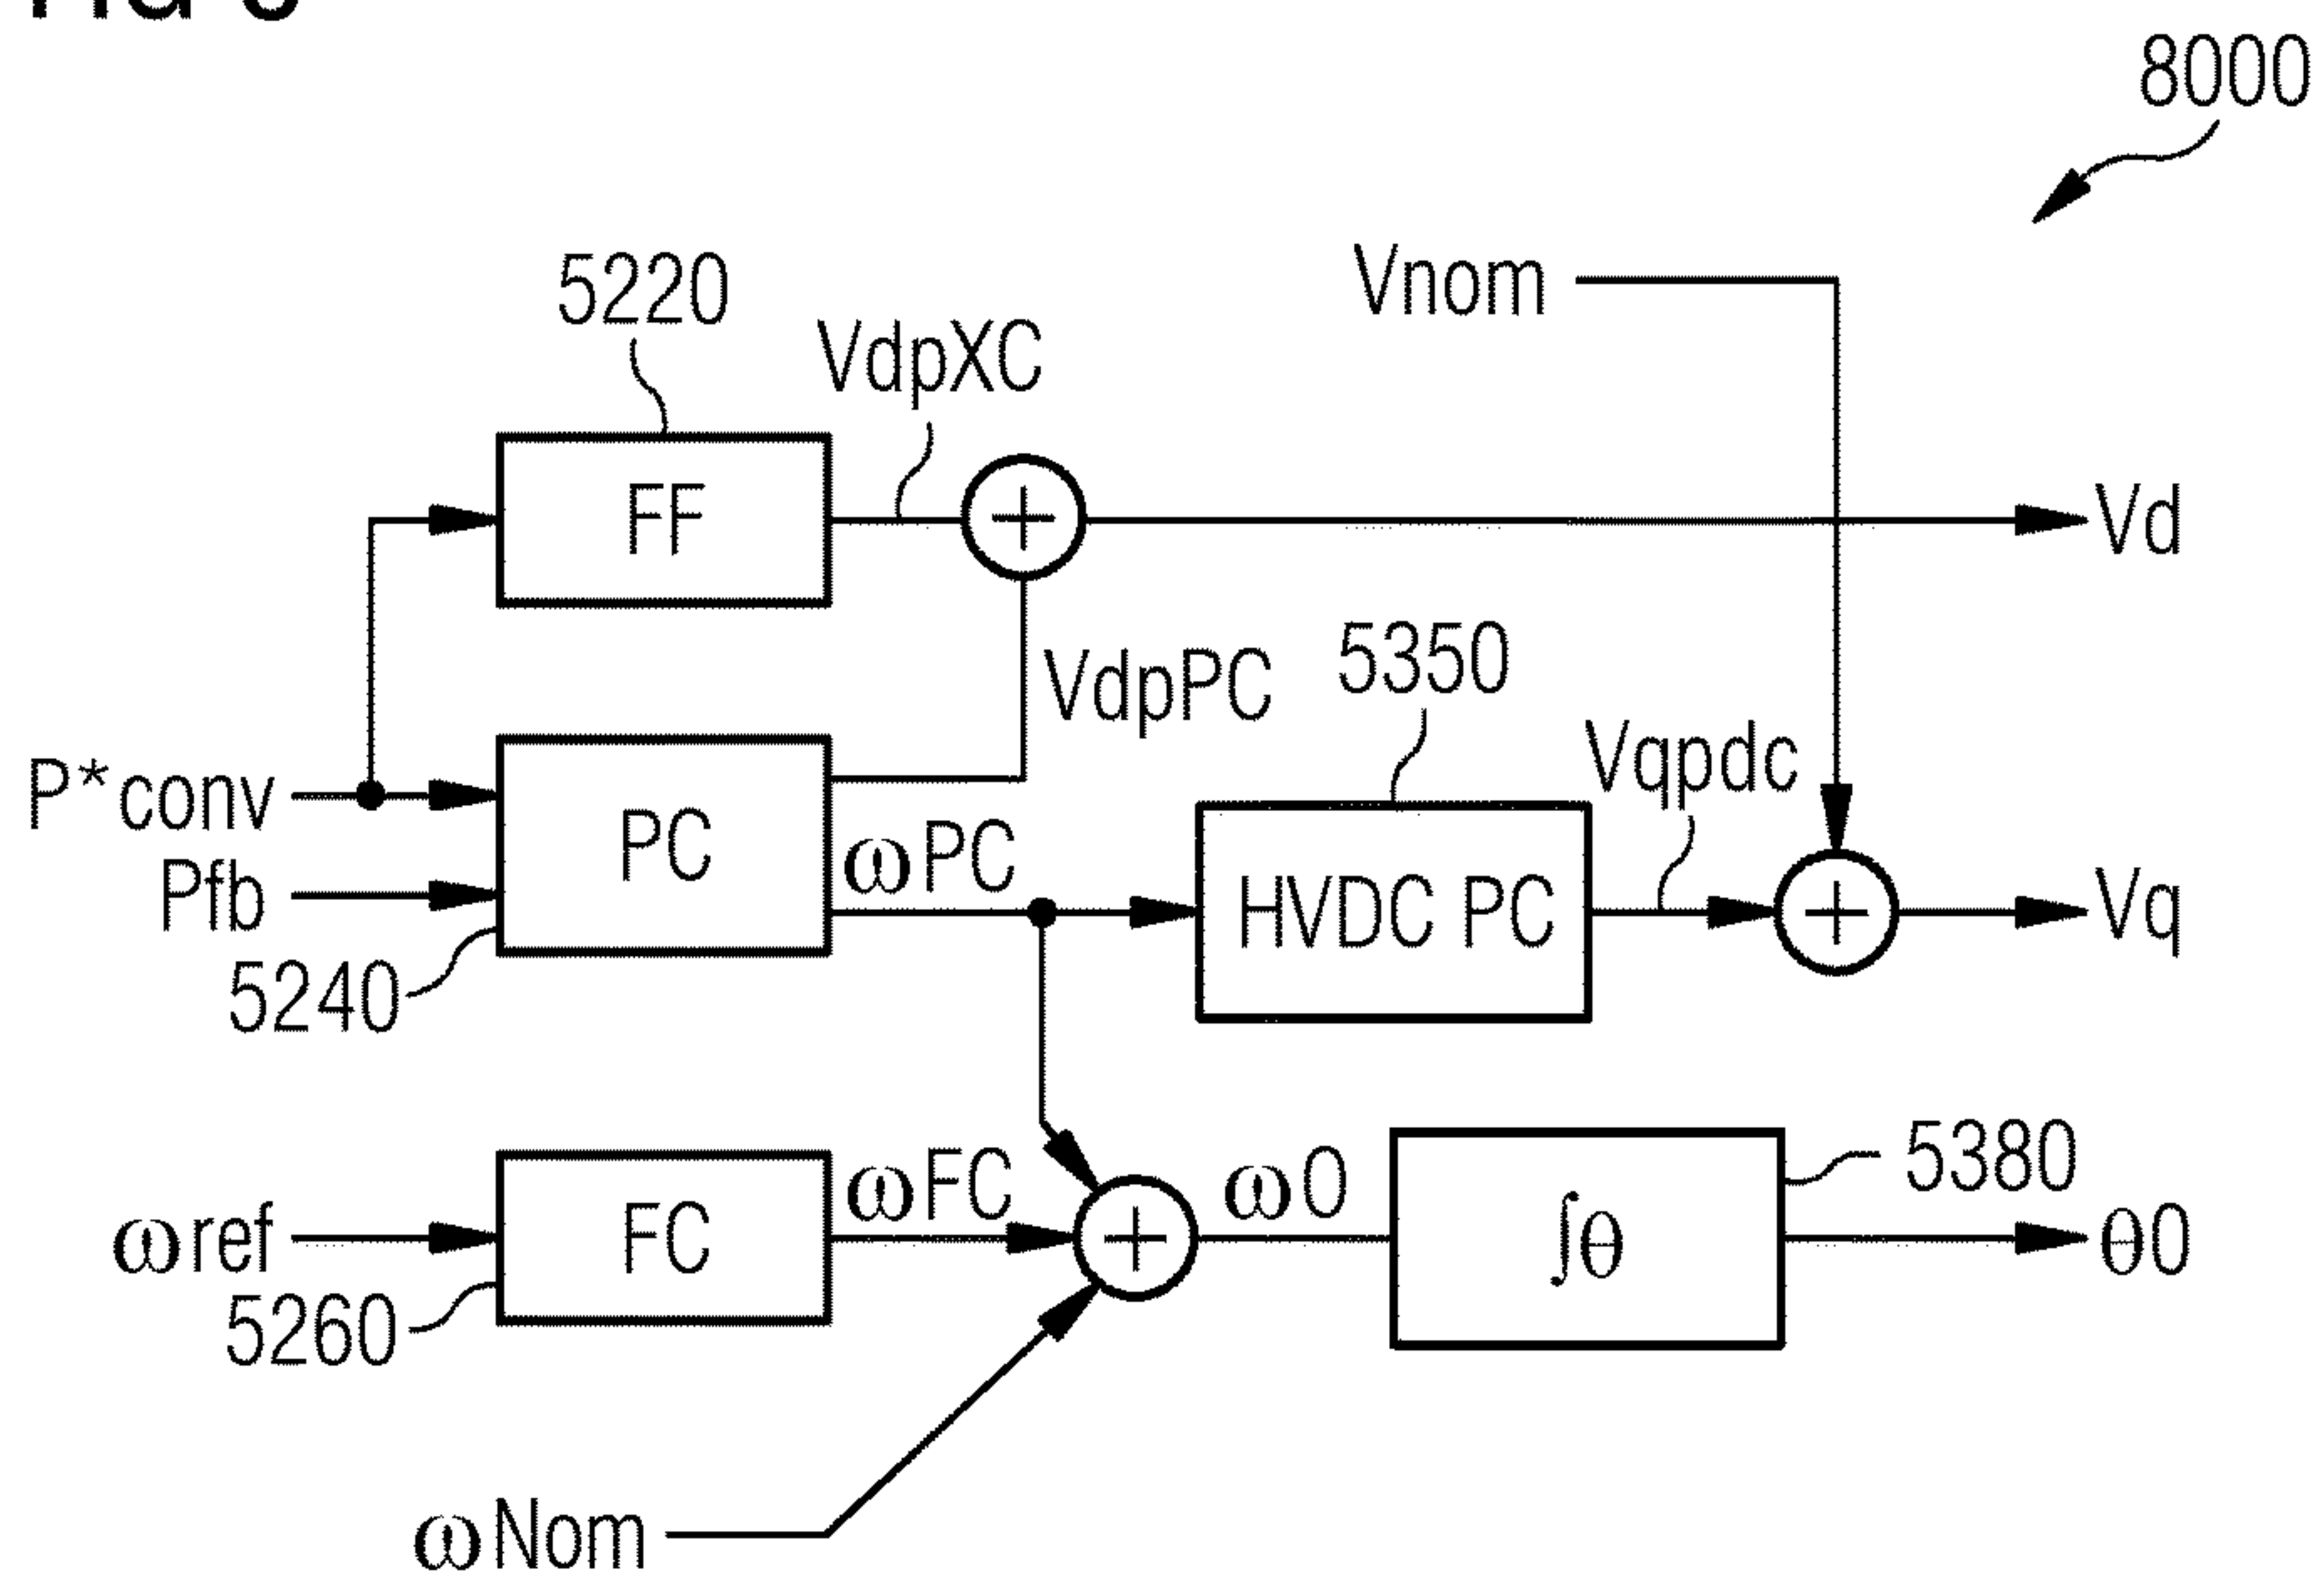 8000
Vnom
5220
VdpXC
FF
Vd
VdpPC
5350
Vqpdc
P*conv
PC
ωPC
HVDC PC
Pfb
Vq
5240
5380
ωref
FC
ωFC
ω0
∫θ
θ0
5260
ωNom